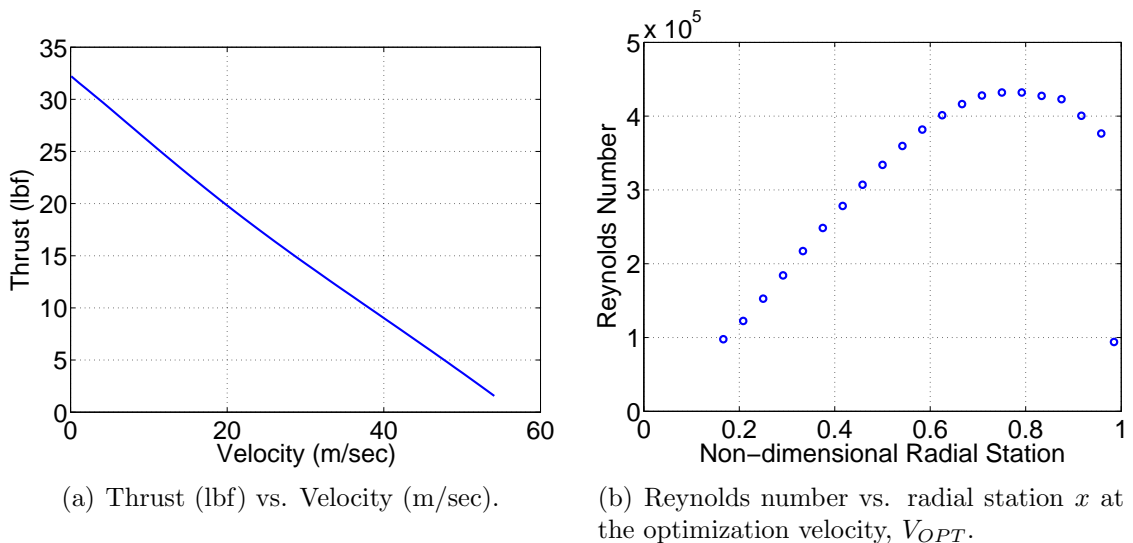 35
30
25
20
15
10
5
0
Thrust (lbf)
0 20 40 60
Velocity (m/sec)
(a) Thrust (lbf) vs. Velocity (m/sec).
x 10^5
5
4
3
2
1
0
Reynolds Number
0 0.2 0.4 0.6 0.8 1
Non-dimensional Radial Station
(b) Reynolds number vs. radial station x at
the optimization velocity, V_{OPT}.